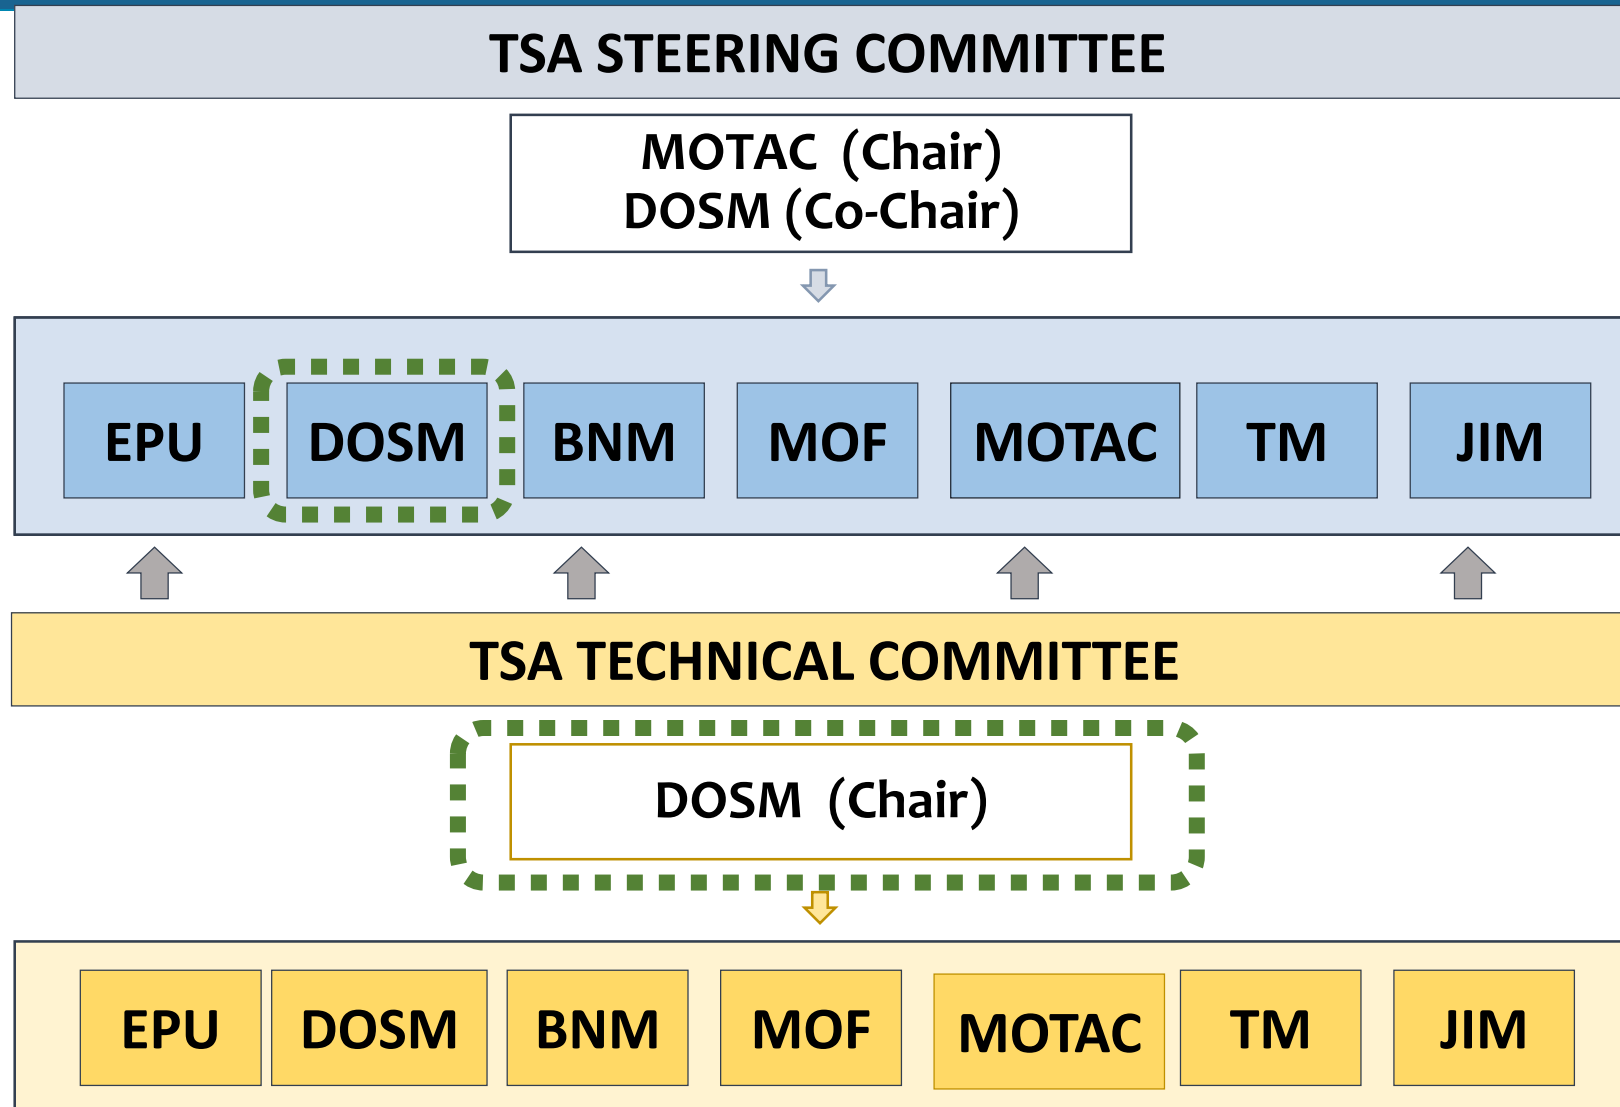 TSA STEERING COMMITTEE
MOTAC (Chair)
DOSM (Co-Chair)
EPU DOSM BNM MOF MOTAC TM JIM
TSA TECHNICAL COMMITTEE
DOSM (Chair)
EPU DOSM BNM MOF MOTAC TM JIM